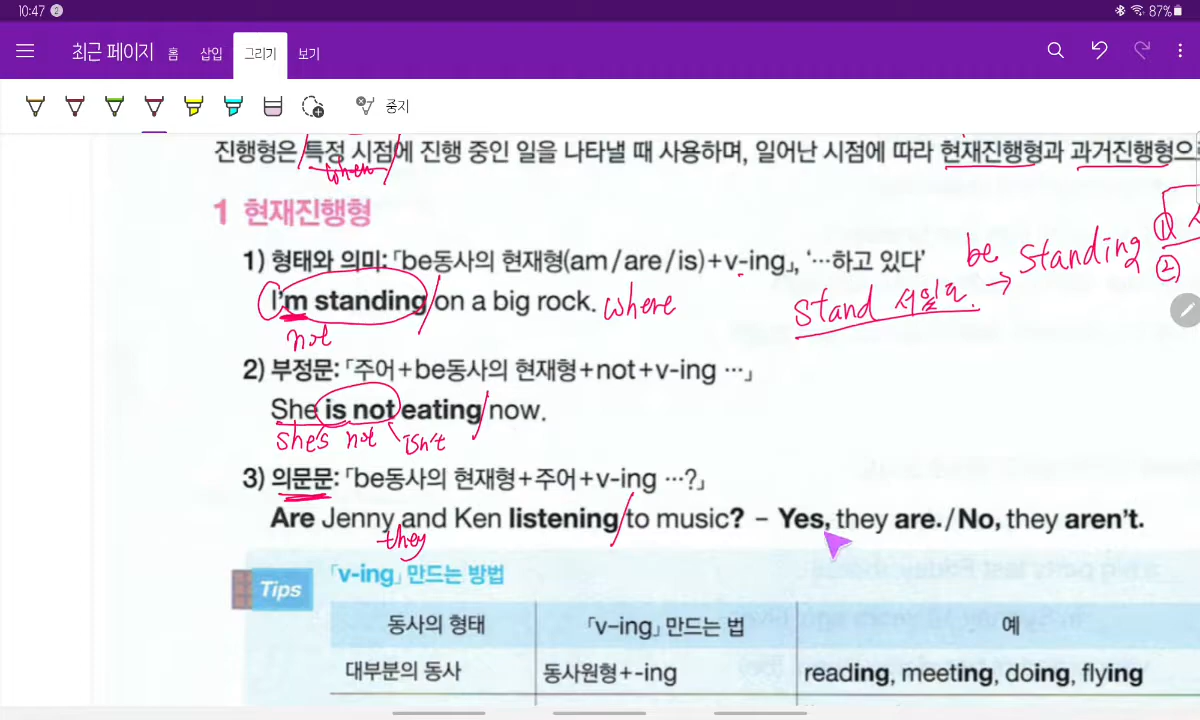 10:47 2 87%
최근 페이지 홈 삽입 그리기 보기
중지
진행형은 특정 시점에 진행 중인 일을 나타낼 때 사용하며, 일어난 시점에 따라 현재진행형과 과거진행형으
when
1 현재진행형
be standing ①
②
1) 형태와 의미: 「be동사의 현재형(am/are/is)+v-ing」, '…하고 있다'
I'm standing on a big rock. where
stand 서있다. →
not
2) 부정문: 「주어+be동사의 현재형+not+v-ing …」
She is not eating now.
she's not isn't
3) 의문문: 「be동사의 현재형+주어+v-ing …?」
Are Jenny and Ken listening to music? – Yes, they are. / No, they aren't.
they
Tips 「v-ing」 만드는 방법
동사의 형태 「v-ing」 만드는 법 예
대부분의 동사 동사원형+-ing reading, meeting, doing, flying